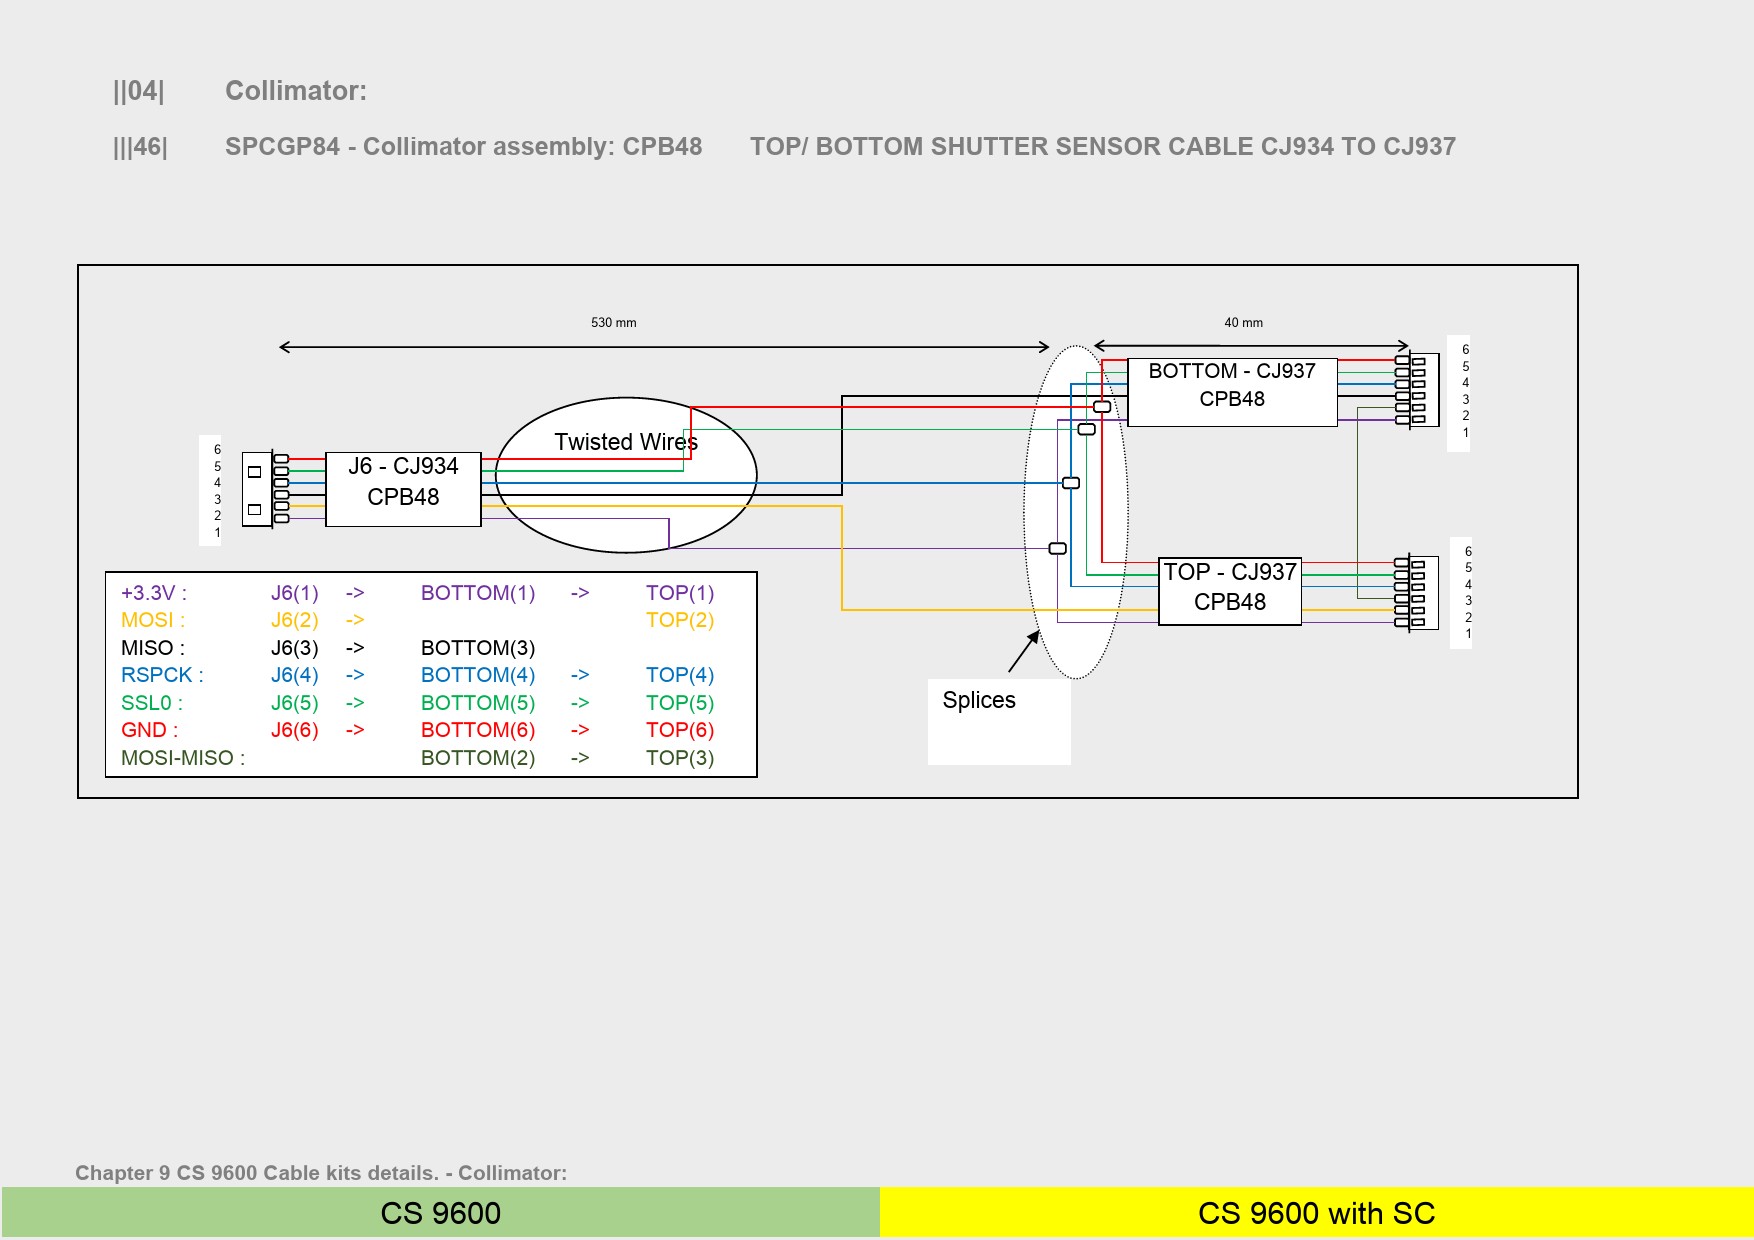 ||04| Collimator:
|||46| SPCGP84 - Collimator assembly: CPB48 TOP/ BOTTOM SHUTTER SENSOR CABLE CJ934 TO CJ937
530 mm
40 mm
6
5
4
3
2
1
BOTTOM - CJ937
CPB48
Twisted Wires
6
5
4
3
2
1
J6 - CJ934
CPB48
6
5
4
3
2
1
TOP - CJ937
CPB48
+3.3V : J6(1) -> BOTTOM(1) -> TOP(1)
MOSI : J6(2) -> TOP(2)
MISO : J6(3) -> BOTTOM(3)
RSPCK : J6(4) -> BOTTOM(4) -> TOP(4)
SSL0 : J6(5) -> BOTTOM(5) -> TOP(5)
GND : J6(6) -> BOTTOM(6) -> TOP(6)
MOSI-MISO : BOTTOM(2) -> TOP(3)
Splices
Chapter 9 CS 9600 Cable kits details. - Collimator:
CS 9600
CS 9600 with SC